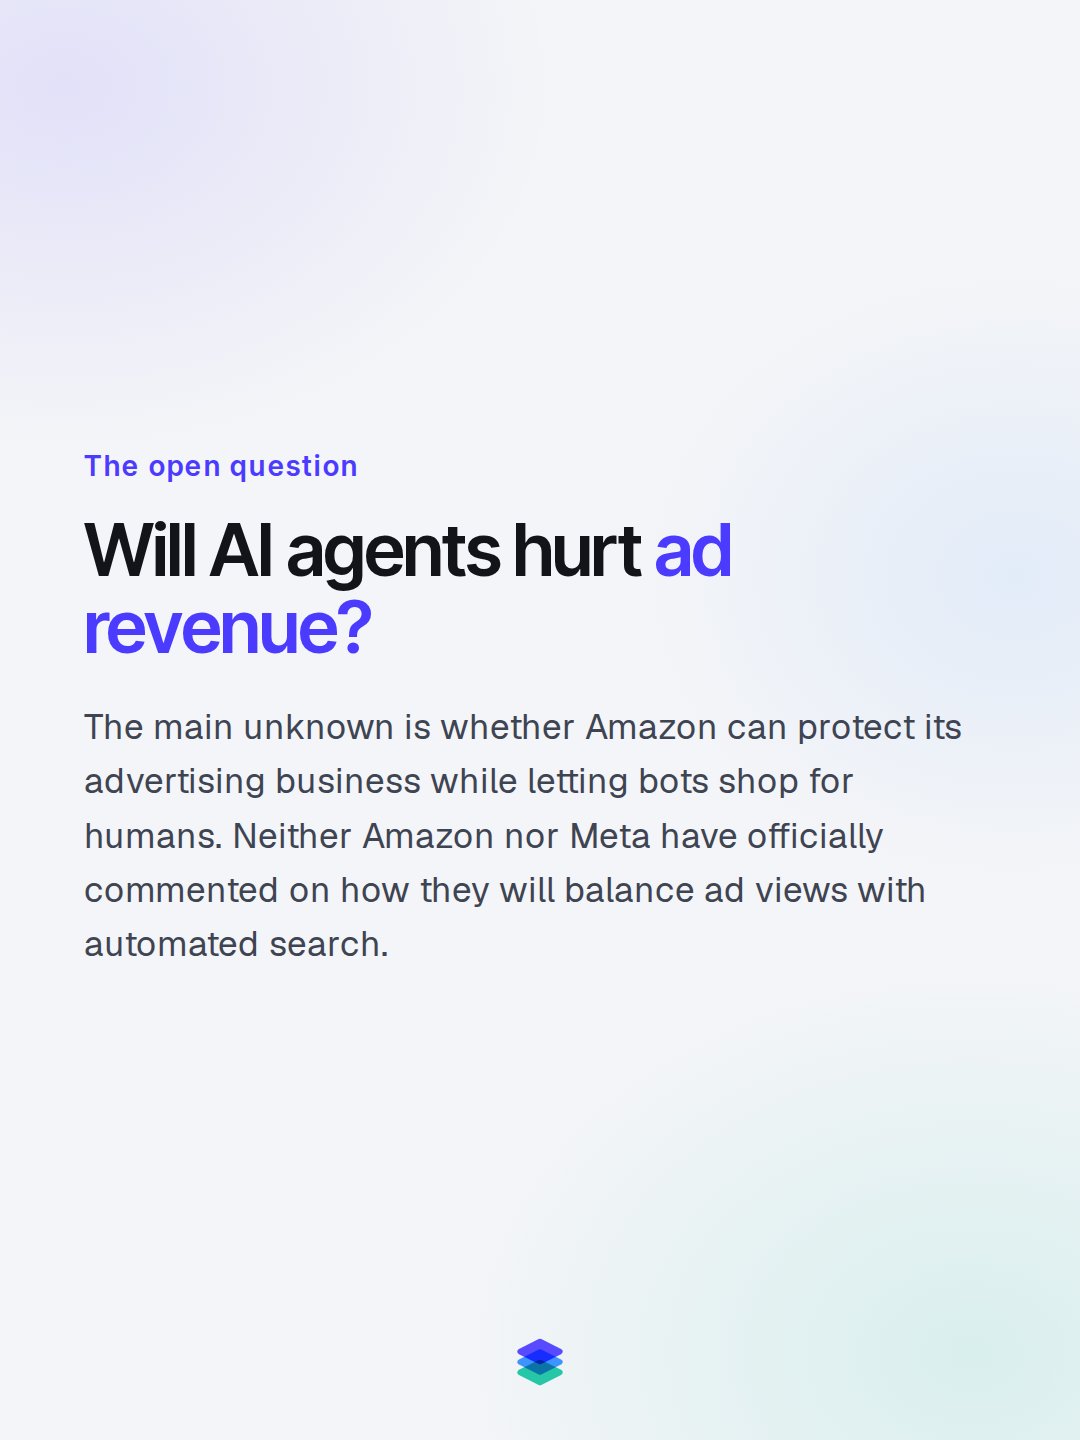 The open question
Will AI agents hurt ad
revenue?
The main unknown is whether Amazon can protect its
advertising business while letting bots shop for
humans. Neither Amazon nor Meta have officially
commented on how they will balance ad views with
automated search.